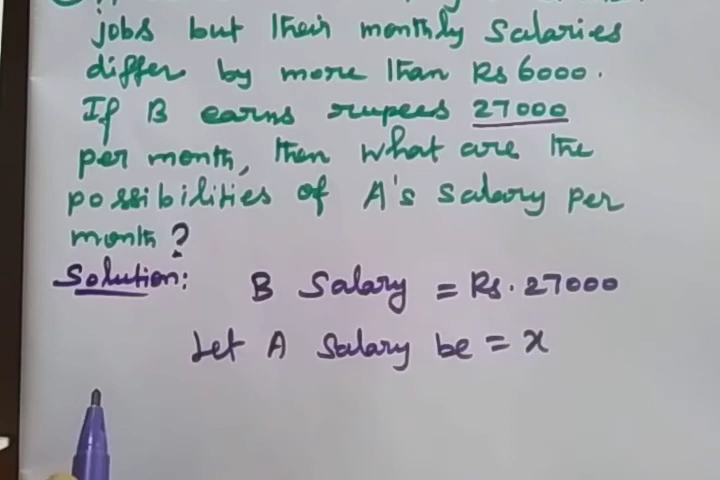 jobs but their monthly salaries
differ by more than Rs 6000.
If B earns rupees 27000
per month, then what are the
possibilities of A's salary per
month?
Solution: B Salary = Rs. 27000
Let A Salary be = x